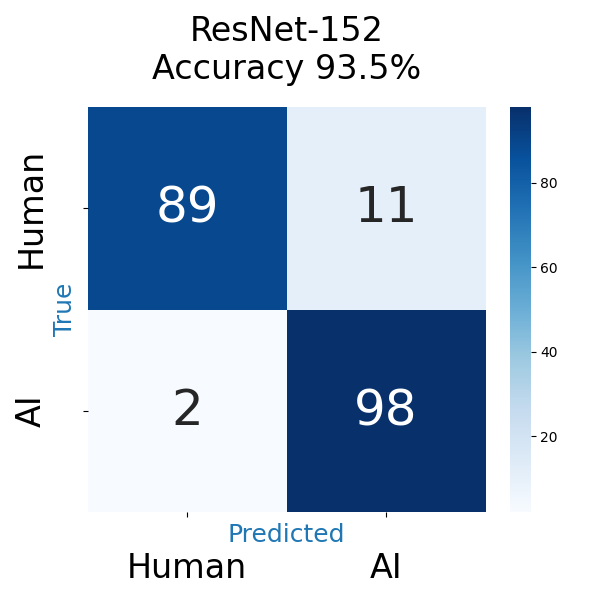 ResNet-152
Accuracy 93.5%
Human
89
11
80
60
True
40
AI
2
98
20
Predicted
Human
AI